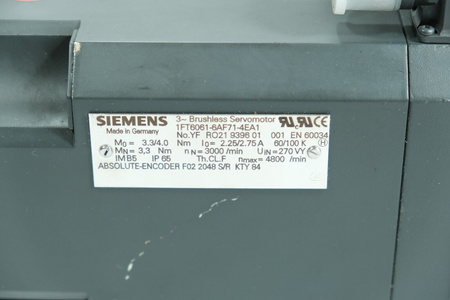 SIEMENS 3~ Brushless Servomotor
Made in Germany 1FT6061-6AF71-4EA1
No.YF RO21 9396 01 001 EN 60034
M0 = 3.3/4.0 Nm I0 = 2.25/2.75 A 60/100 K (H)
MN = 3,3 Nm nN = 3000 /min UIN = 270 VY
IM B5 IP 65 Th.CL.F nmax= 4800 /min
ABSOLUTE-ENCODER F02 2048 S/R KTY 84